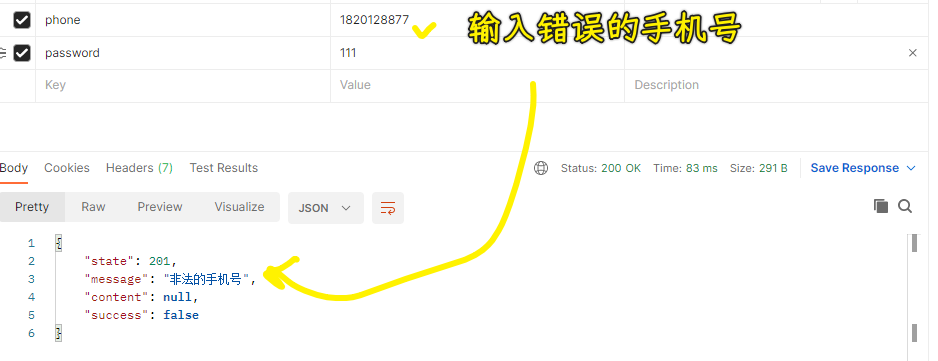 phone 1820128877 输入错误的手机号
password 111
Key Value Description
Body Cookies Headers (7) Test Results Status: 200 OK Time: 83 ms Size: 291 B Save Response
Pretty Raw Preview Visualize JSON
1 {
2 "state": 201,
3 "message": "非法的手机号",
4 "content": null,
5 "success": false
6 }